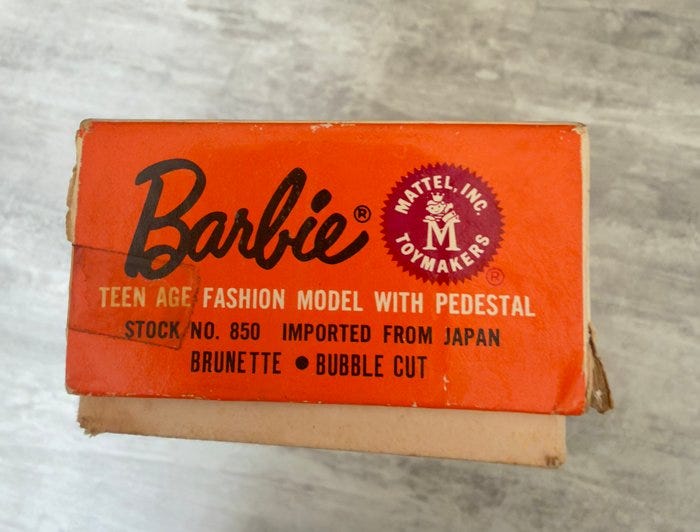 Barbie®
MATTEL, INC.
M
TOYMAKERS
®
TEEN AGE FASHION MODEL WITH PEDESTAL
STOCK NO. 850 IMPORTED FROM JAPAN
BRUNETTE • BUBBLE CUT